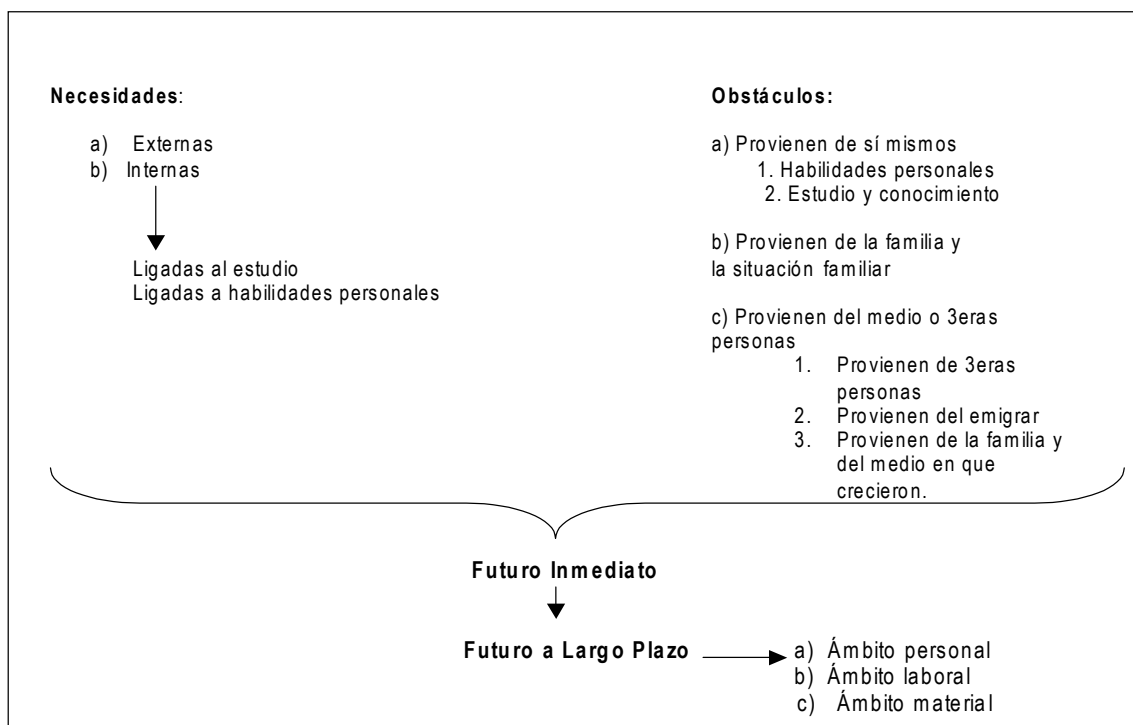 Necesidades:
a) Externas
b) Internas
Ligadas al estudio
Ligadas a habilidades personales
Obstáculos:
a) Provienen de sí mismos
1. Habilidades personales
2. Estudio y conocimiento
b) Provienen de la familia y
la situación familiar
c) Provienen del medio o 3eras
personas
1. Provienen de 3eras
personas
2. Provienen del emigrar
3. Provienen de la familia y
del medio en que
crecieron.
Futuro Inmediato
Futuro a Largo Plazo
a) Ámbito personal
b) Ámbito laboral
c) Ámbito material